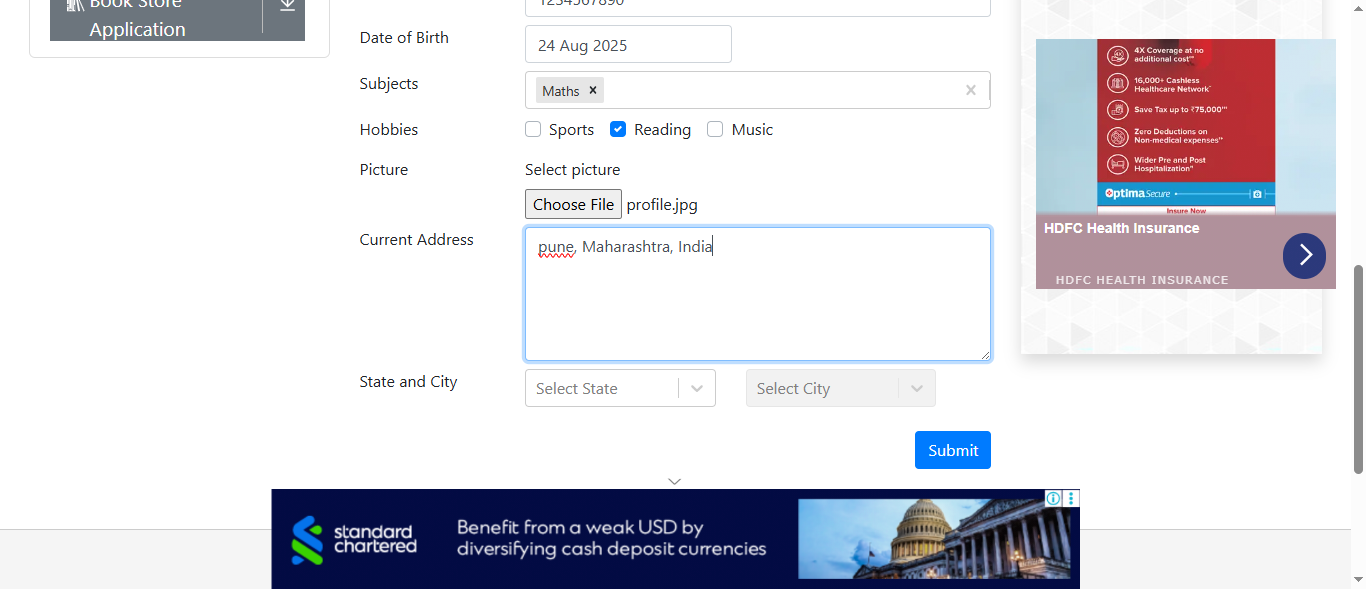 Book Store
Application
1234567890
Date of Birth
24 Aug 2025
Subjects
Maths
Hobbies
Sports
Reading
Music
Picture
Select picture
Choose File profile.jpg
Current Address
pune, Maharashtra, India
State and City
Select State
Select City
Submit
4X Coverage at no
additional cost*^
16,000+ Cashless
Healthcare Network
Save Tax up to ₹75,000
Zero Deductions on
Non-medical expenses
Wider Pre and Post
Hospitalization
Optima Secure
Insure Now
HDFC Health Insurance
HDFC HEALTH INSURANCE
standard
chartered
Benefit from a weak USD by
diversifying cash deposit currencies